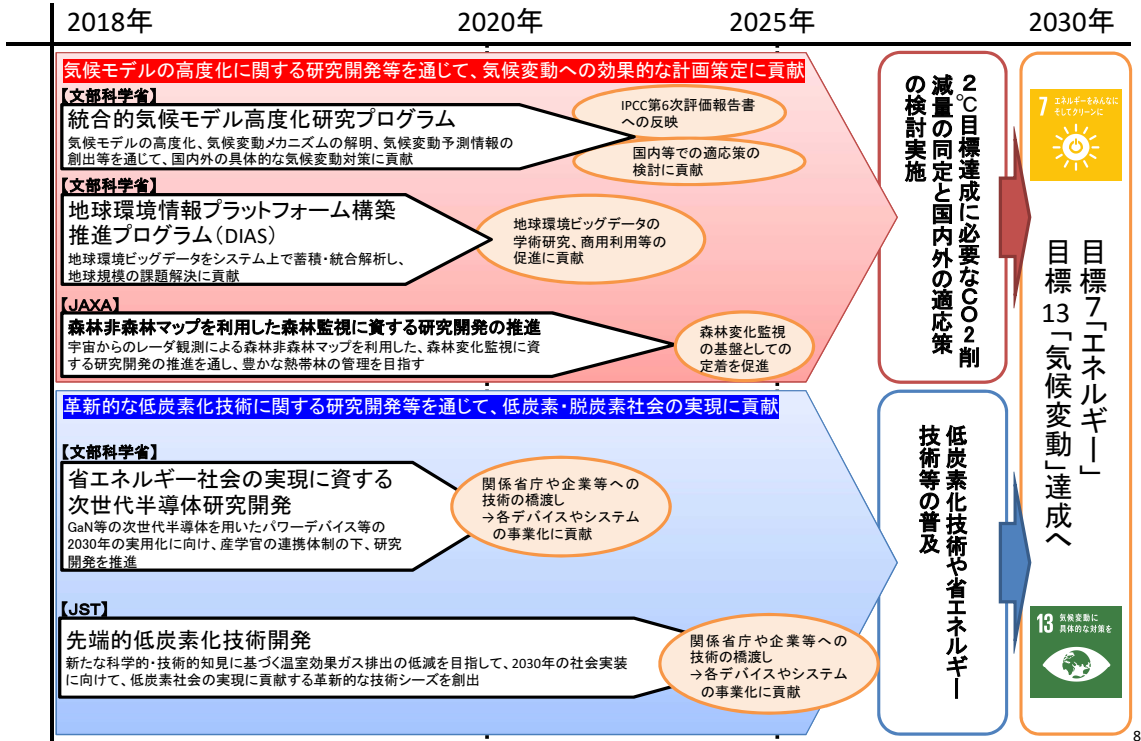 2018年
2020年
2025年
2030年
気候モデルの高度化に関する研究開発等を通じて、気候変動への効果的な計画策定に貢献
【文部科学省】
統合的気候モデル高度化研究プログラム
気候モデルの高度化、気候変動メカニズムの解明、気候変動予測情報の
創出等を通じて、国内外の具体的な気候変動対策に貢献
IPCC第6次評価報告書
への反映
国内等での適応策の
検討に貢献
【文部科学省】
地球環境情報プラットフォーム構築
推進プログラム(DIAS)
地球環境ビッグデータをシステム上で蓄積・統合解析し、
地球規模の課題解決に貢献
地球環境ビッグデータの
学術研究、商用利用等の
促進に貢献
【JAXA】
森林非森林マップを利用した森林監視に資する研究開発の推進
宇宙からのレーダ観測による森林非森林マップを利用した、森林変化監視に資
する研究開発の推進を通し、豊かな熱帯林の管理を目指す
森林変化監視
の基盤としての
定着を促進
2℃目標達成に必要なCO2削
減量の同定と国内外の適応策
の検討実施
革新的な低炭素化技術に関する研究開発等を通じて、低炭素・脱炭素社会の実現に貢献
【文部科学省】
省エネルギー社会の実現に資する
次世代半導体研究開発
GaN等の次世代半導体を用いたパワーデバイス等の
2030年の実用化に向け、産学官の連携体制の下、研究
開発を推進
関係省庁や企業等への
技術の橋渡し
→各デバイスやシステム
の事業化に貢献
【JST】
先端的低炭素化技術開発
新たな科学的・技術的知見に基づく温室効果ガス排出の低減を目指して、2030年の社会実装
に向けて、低炭素社会の実現に貢献する革新的な技術シーズを創出
関係省庁や企業等への
技術の橋渡し
→各デバイスやシステム
の事業化に貢献
低炭素化技術や省エネルギー
技術等の普及
7 エネルギーをみんなに
そしてクリーンに
目標7「エネルギー」
目標13「気候変動」達成へ
13 気候変動に
具体的な対策を
8